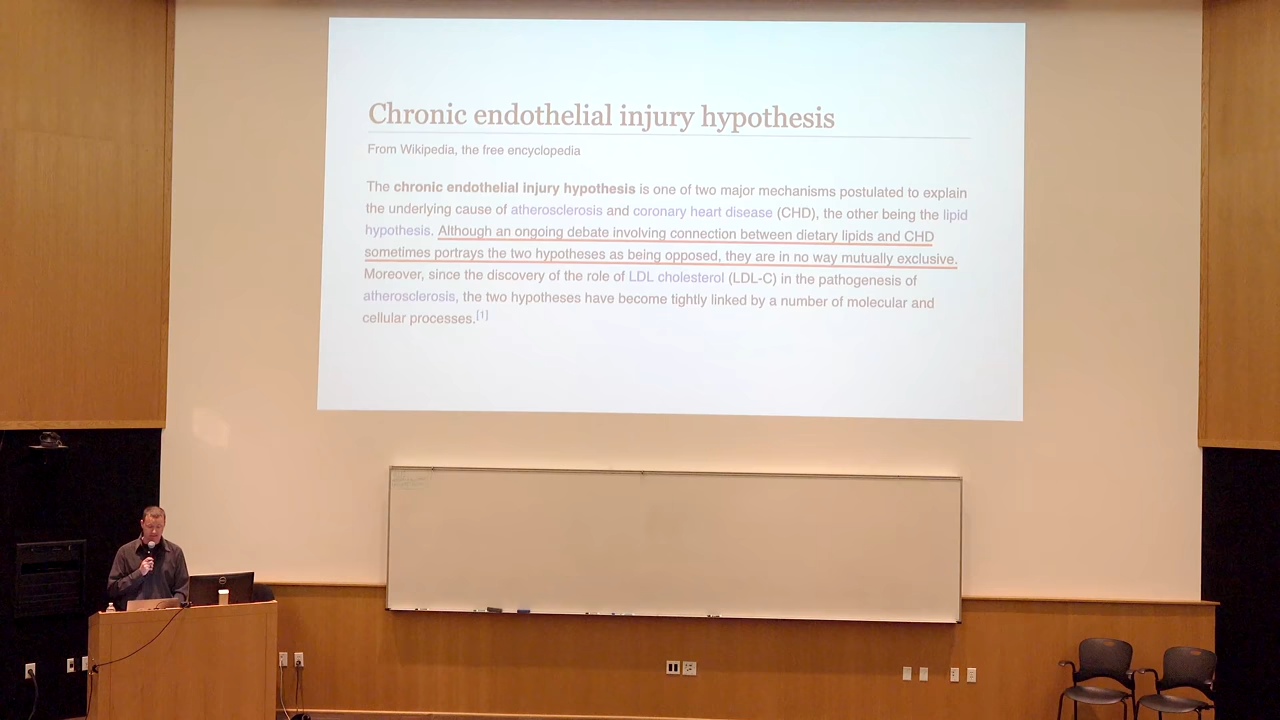 Chronic endothelial injury hypothesis
From Wikipedia, the free encyclopedia
The chronic endothelial injury hypothesis is one of two major mechanisms postulated to explain
the underlying cause of atherosclerosis and coronary heart disease (CHD), the other being the lipid
hypothesis. Although an ongoing debate involving connection between dietary lipids and CHD
sometimes portrays the two hypotheses as being opposed, they are in no way mutually exclusive.
Moreover, since the discovery of the role of LDL cholesterol (LDL-C) in the pathogenesis of
atherosclerosis, the two hypotheses have become tightly linked by a number of molecular and
cellular processes.[1]